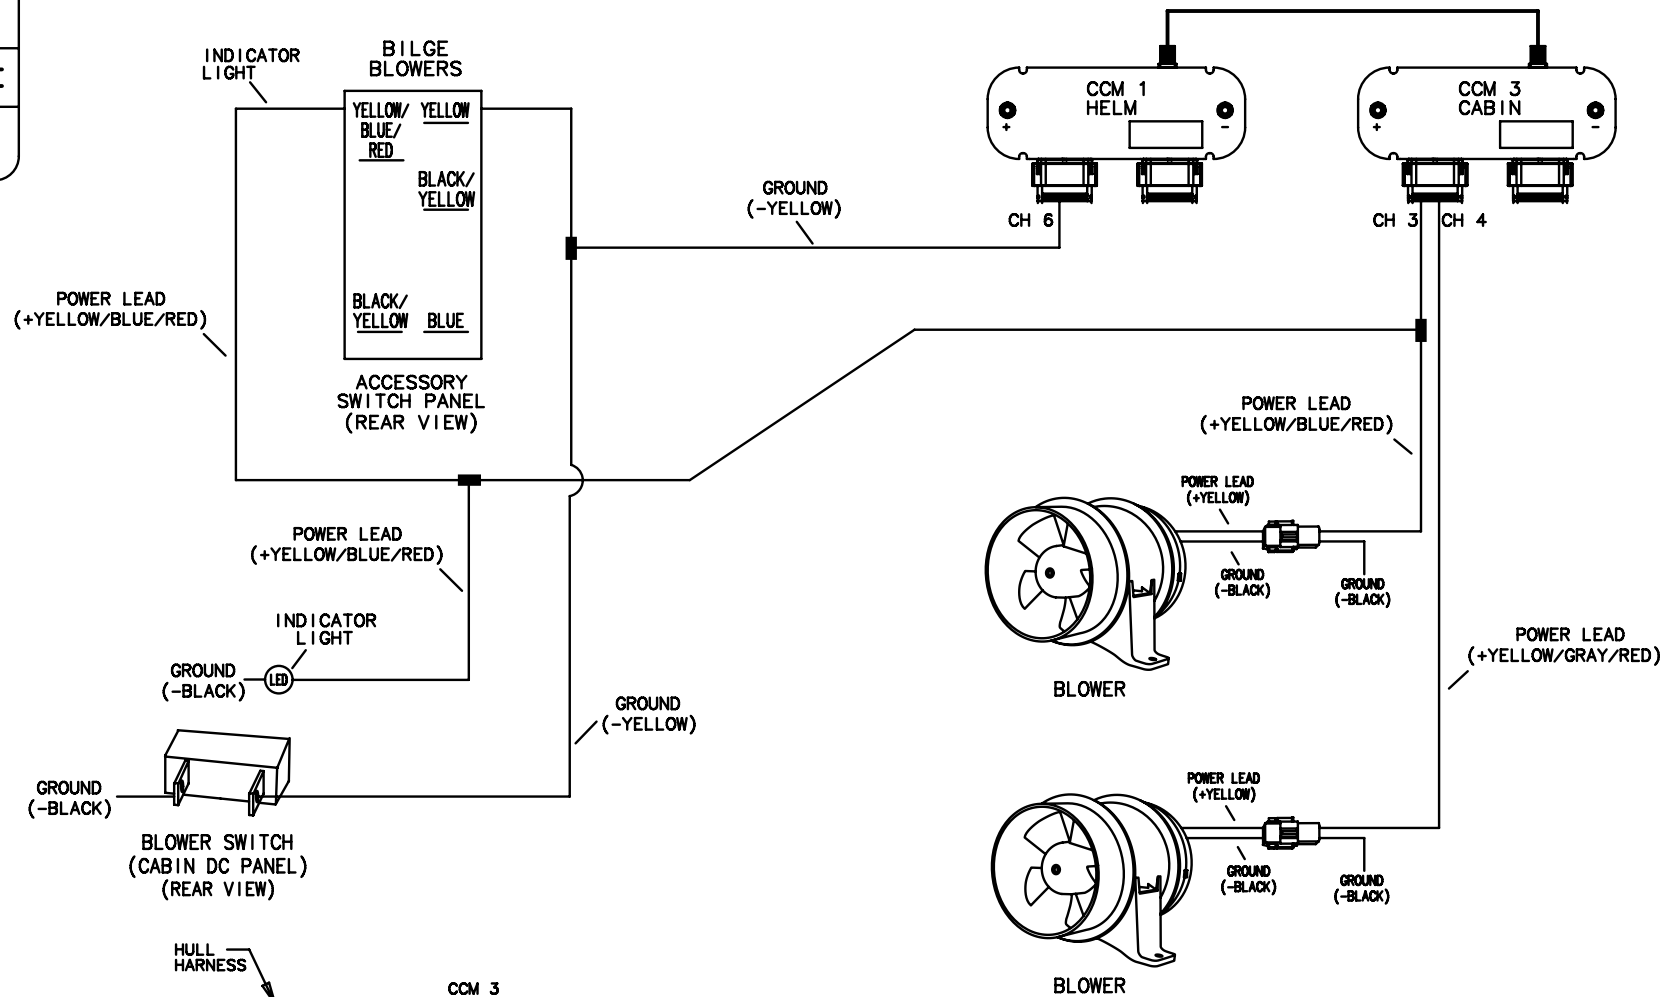 INDICATOR
LIGHT
BILGE
BLOWERS
YELLOW/
BLUE/
RED
YELLOW
BLACK/
YELLOW
BLACK/
YELLOW
BLUE
ACCESSORY
SWITCH PANEL
(REAR VIEW)
CCM 1
HELM
+
-
CH 6
CCM 3
CABIN
+
-
CH 3
CH 4
GROUND
(-YELLOW)
POWER LEAD
(+YELLOW/BLUE/RED)
POWER LEAD
(+YELLOW/BLUE/RED)
POWER LEAD
(+YELLOW)
GROUND
(-BLACK)
GROUND
(-BLACK)
BLOWER
POWER LEAD
(+YELLOW/BLUE/RED)
INDICATOR
LIGHT
GROUND
(-BLACK)
LED
POWER LEAD
(+YELLOW/GRAY/RED)
GROUND
(-YELLOW)
GROUND
(-BLACK)
BLOWER SWITCH
(CABIN DC PANEL)
(REAR VIEW)
POWER LEAD
(+YELLOW)
GROUND
(-BLACK)
GROUND
(-BLACK)
BLOWER
HULL
HARNESS
CCM 3